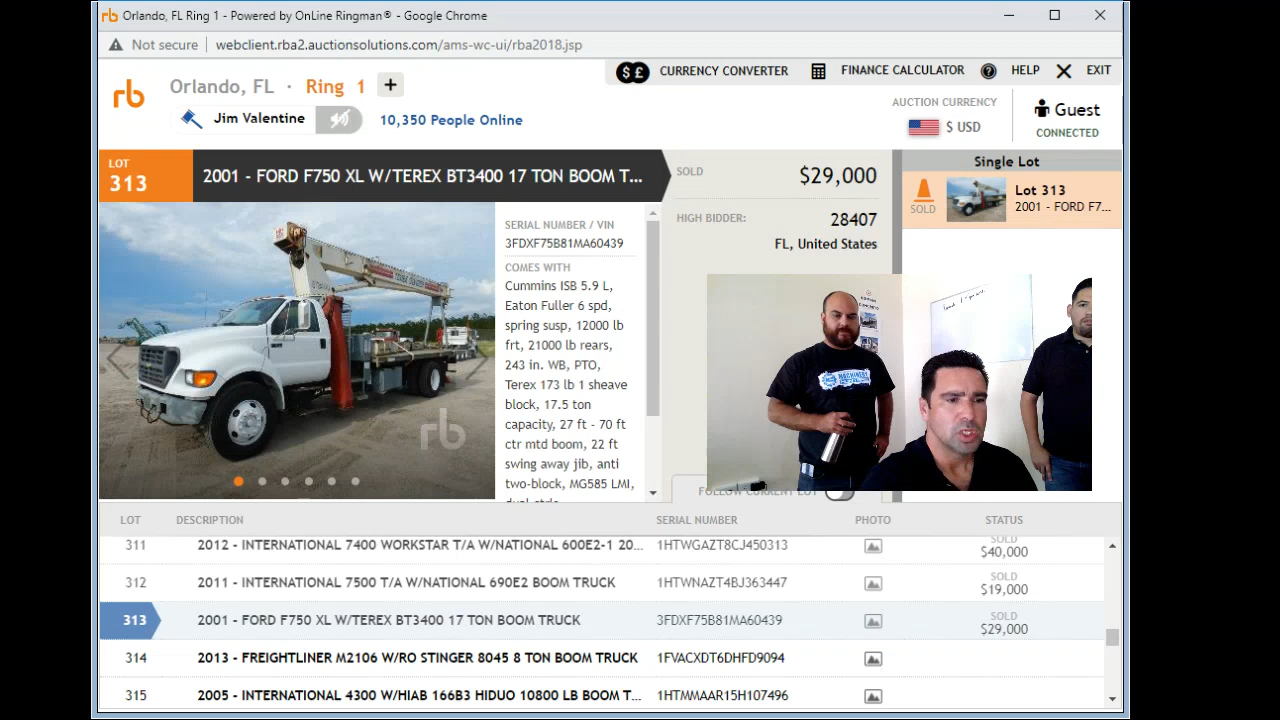 rb Orlando, FL Ring 1 - Powered by OnLine Ringman® - Google Chrome
Not secure | webclient.rba2.auctionsolutions.com/ams-wc-ui/rba2018.jsp
$ £ CURRENCY CONVERTER FINANCE CALCULATOR ? HELP EXIT
rb
Orlando, FL · Ring 1 +
Jim Valentine
10,350 People Online
AUCTION CURRENCY
$ USD
Guest
CONNECTED
LOT
313
2001 - FORD F750 XL W/TEREX BT3400 17 TON BOOM T...
SOLD
$29,000
HIGH BIDDER:
28407
FL, United States
Single Lot
SOLD
Lot 313
2001 - FORD F7...
SERIAL NUMBER / VIN
3FDXF75B81MA60439
COMES WITH
Cummins ISB 5.9 L,
Eaton Fuller 6 spd,
spring susp, 12000 lb
frt, 21000 lb rears,
243 in. WB, PTO,
Terex 173 lb 1 sheave
block, 17.5 ton
capacity, 27 ft - 70 ft
ctr mtd boom, 22 ft
swing away jib, anti
two-block, MG585 LMI,
rb
MACHINERY
FOLLOW CURRENT LOT
LOT DESCRIPTION SERIAL NUMBER PHOTO STATUS
311 2012 - INTERNATIONAL 7400 WORKSTAR T/A W/NATIONAL 600E2-1 20... 1HTWGAZT8CJ450313 SOLD $40,000
312 2011 - INTERNATIONAL 7500 T/A W/NATIONAL 690E2 BOOM TRUCK 1HTWNAZT4BJ363447 SOLD $19,000
313 2001 - FORD F750 XL W/TEREX BT3400 17 TON BOOM TRUCK 3FDXF75B81MA60439 SOLD $29,000
314 2013 - FREIGHTLINER M2106 W/RO STINGER 8045 8 TON BOOM TRUCK 1FVACXDT6DHFD9094
315 2005 - INTERNATIONAL 4300 W/HIAB 166B3 HIDUO 10800 LB BOOM T... 1HTMMAAR15H107496